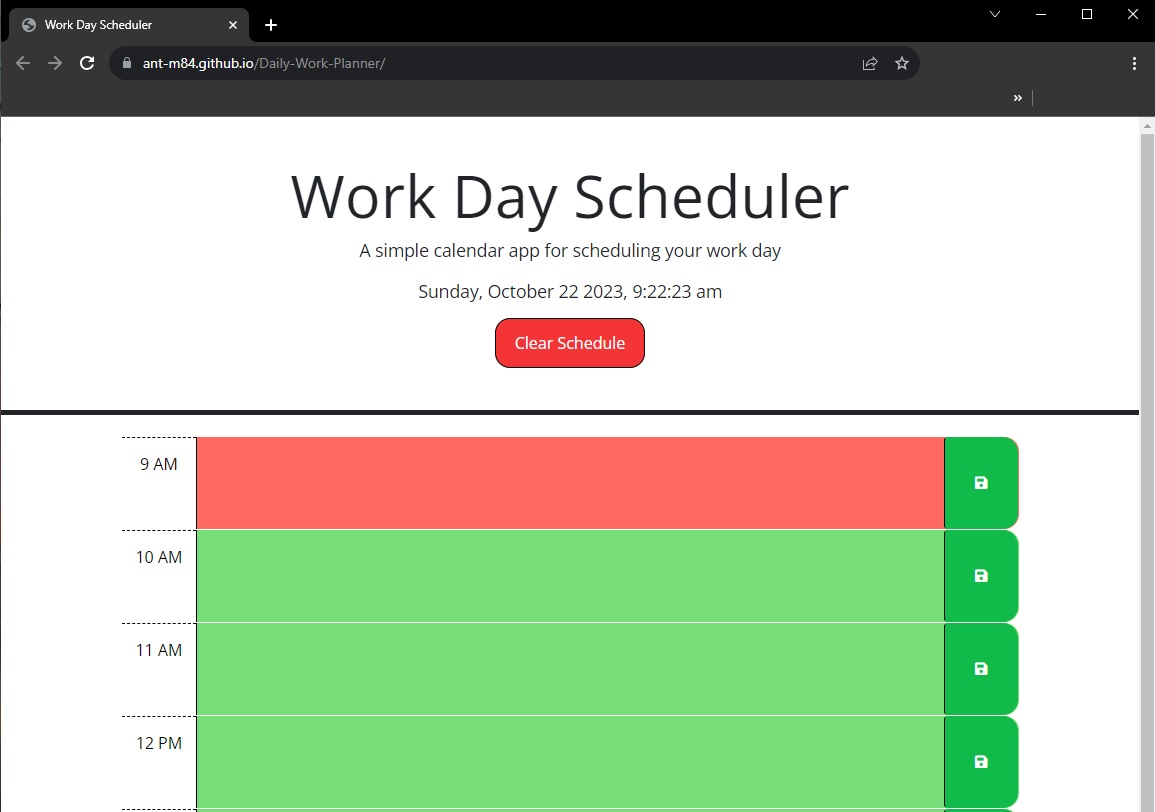 Work Day Scheduler
ant-m84.github.io/Daily-Work-Planner/
Work Day Scheduler
A simple calendar app for scheduling your work day
Sunday, October 22 2023, 9:22:23 am
Clear Schedule
9 AM
10 AM
11 AM
12 PM